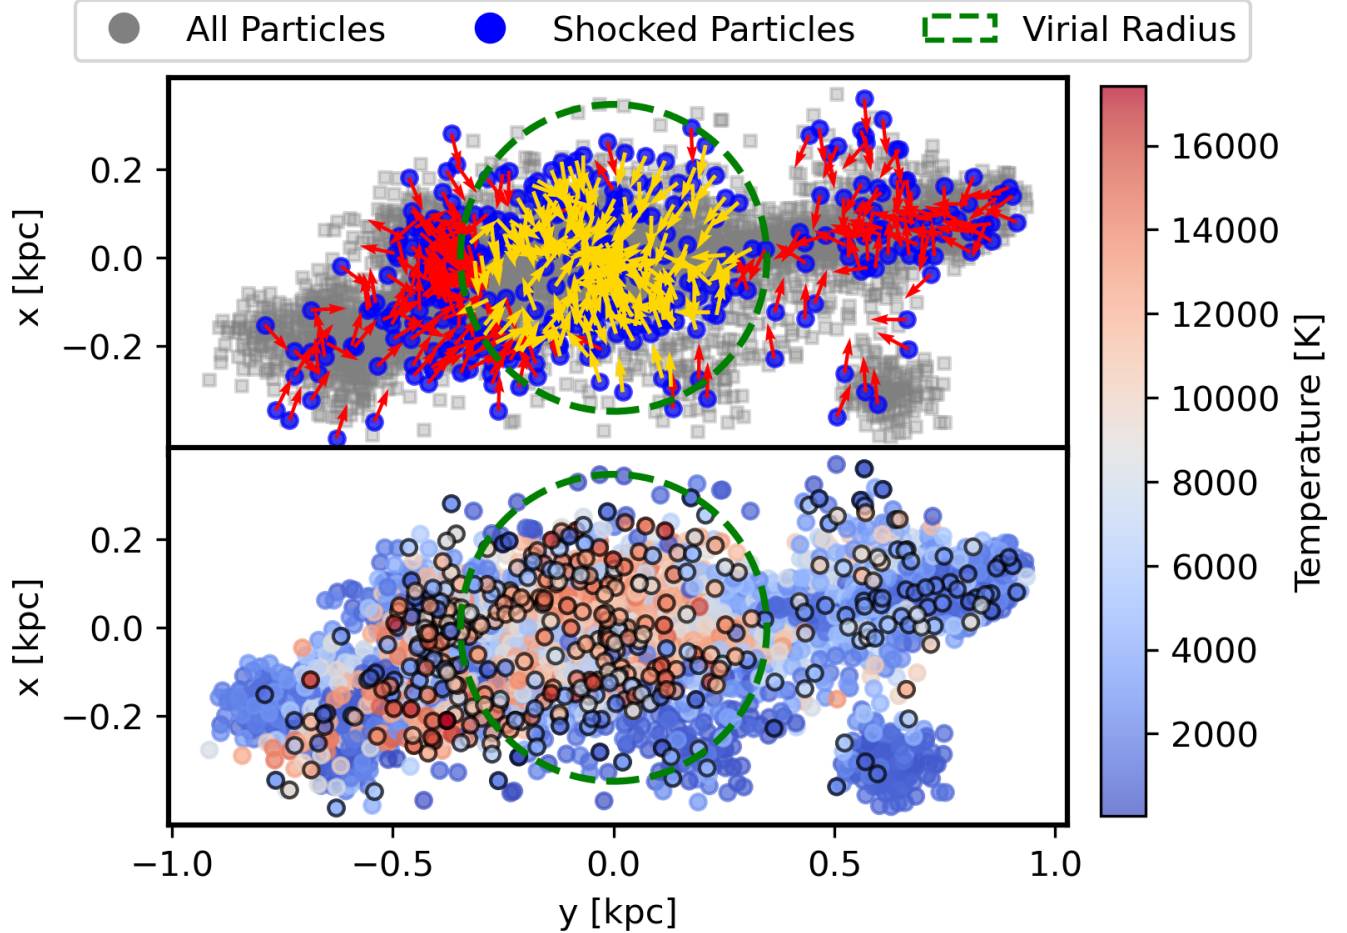 All Particles Shocked Particles Virial Radius
0.2
0.0
−0.2
x [kpc]
0.2
0.0
−0.2
x [kpc]
−1.0 −0.5 0.0 0.5 1.0
y [kpc]
16000
14000
12000
10000
8000
6000
4000
2000
Temperature [K]